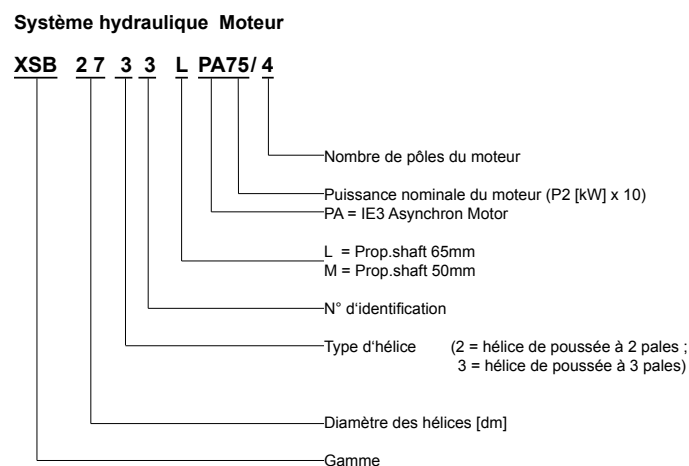 Système hydraulique Moteur
XSB 27 3 3 L PA75/ 4
Nombre de pôles du moteur
Puissance nominale du moteur (P2 [kW] x 10)
PA = IE3 Asynchron Motor
L = Prop.shaft 65mm
M = Prop.shaft 50mm
N° d‘identification
Type d‘hélice (2 = hélice de poussée à 2 pales ;
3 = hélice de poussée à 3 pales)
Diamètre des hélices [dm]
Gamme